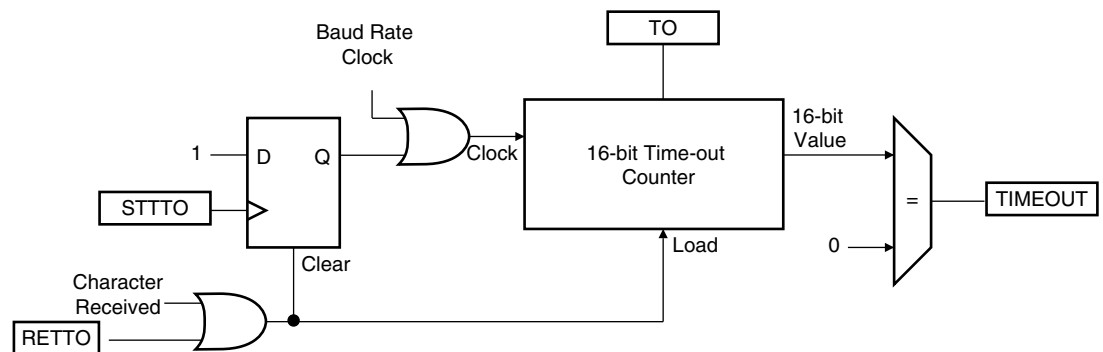 TO
Baud Rate
Clock
16-bit
Value
1
D
Q
Clock
16-bit Time-out
Counter
STTTO
=
TIMEOUT
Clear
Load
0
Character
Received
RETTO